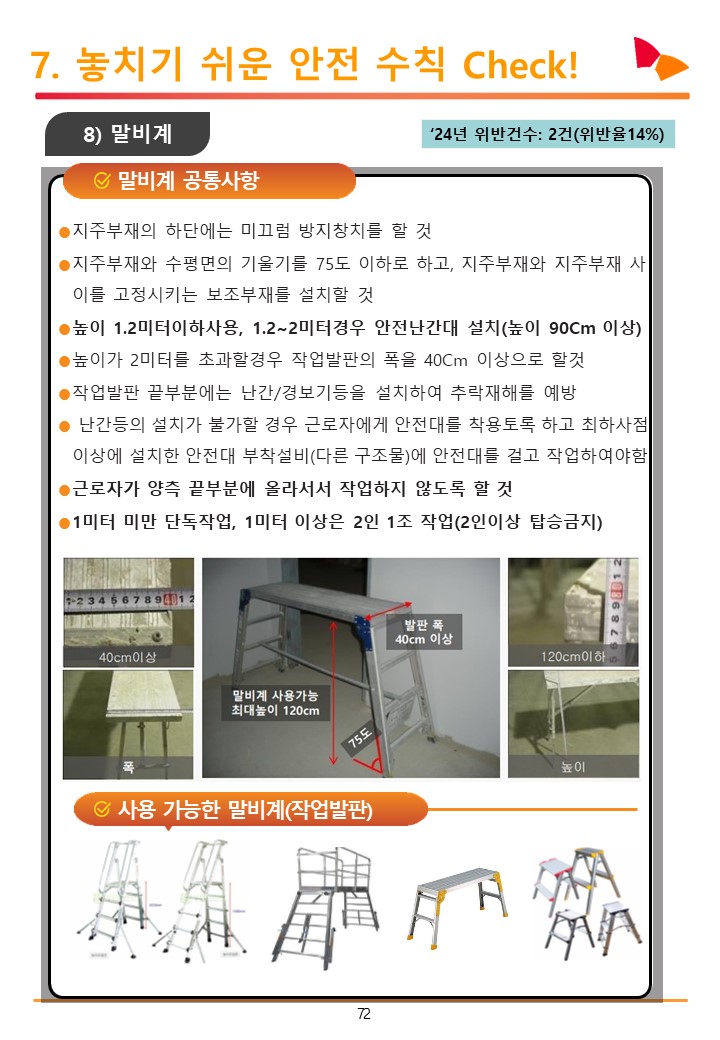 7. 놓치기 쉬운 안전 수칙 Check!
8) 말비계
‘24년 위반건수: 2건(위반율14%)
말비계 공통사항
●지주부재의 하단에는 미끄럼 방지창치를 할 것
●지주부재와 수평면의 기울기를 75도 이하로 하고, 지주부재와 지주부재 사
이를 고정시키는 보조부재를 설치할 것
●높이 1.2미터이하사용, 1.2~2미터경우 안전난간대 설치(높이 90Cm 이상)
●높이가 2미터를 초과할경우 작업발판의 폭을 40Cm 이상으로 할것
●작업발판 끝부분에는 난간/경보기등을 설치하여 추락재해를 예방
● 난간등의 설치가 불가할 경우 근로자에게 안전대를 착용토록 하고 최하사점
이상에 설치한 안전대 부착설비(다른 구조물)에 안전대를 걸고 작업하여야함
●근로자가 양측 끝부분에 올라서서 작업하지 않도록 할 것
●1미터 미만 단독작업, 1미터 이상은 2인 1조 작업(2인이상 탑승금지)
40cm이상
폭
발판 폭
40cm 이상
말비계 사용가능
최대높이 120cm
75도
120cm이하
높이
사용 가능한 말비계(작업발판)
72